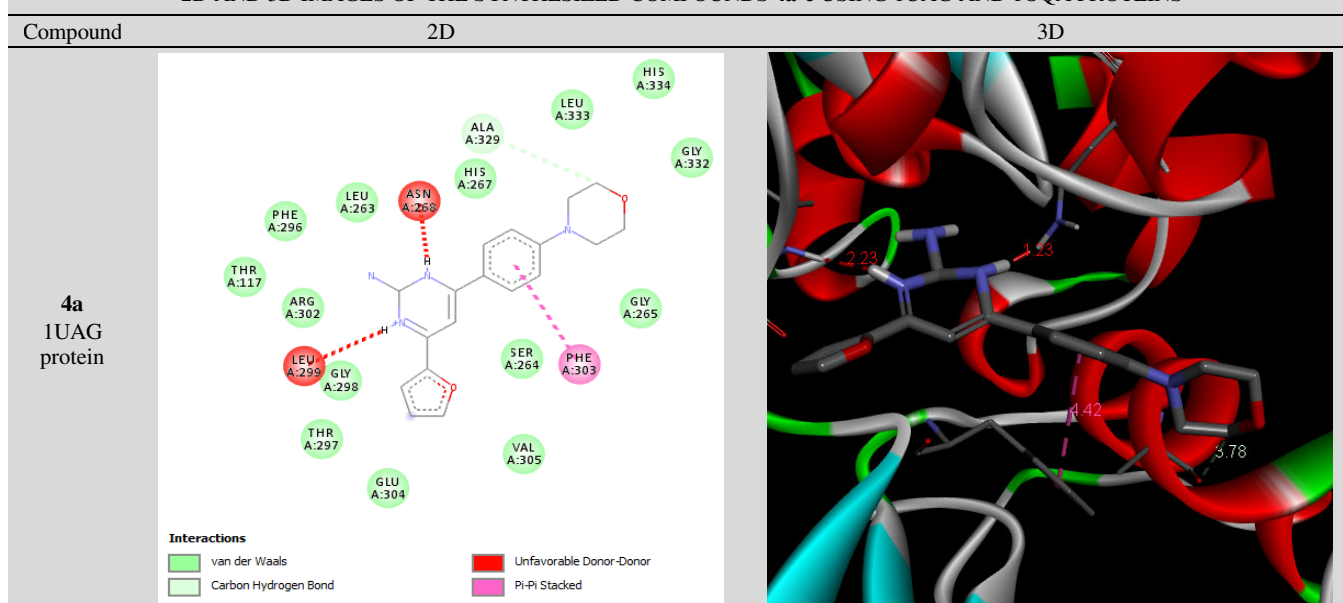 Compound 2D 3D
4a
1UAG
protein
HIS
A:334
LEU
A:333
ALA
A:329
GLY
A:332
HIS
A:267
LEU
A:263
ASN
A:268
PHE
A:296
THR
A:117
ARG
A:302
GLY
A:265
LEU
A:299
GLY
A:298
SER
A:264
PHE
A:303
THR
A:297
VAL
A:305
GLU
A:304
O
N
H
N
N
H
+N
O
Interactions
van der Waals
Carbon Hydrogen Bond
Unfavorable Donor-Donor
Pi-Pi Stacked
2.23
1.23
4.42
3.78